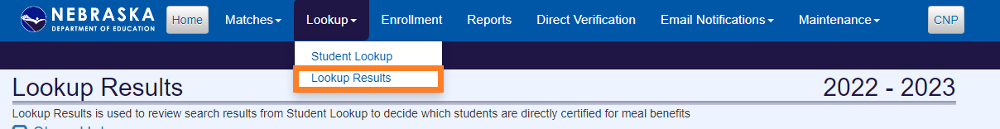 NEBRASKA
DEPARTMENT OF EDUCATION
Home Matches Lookup Enrollment Reports Direct Verification Email Notifications Maintenance CNP
Student Lookup
Lookup Results
Lookup Results 2022 - 2023
Lookup Results is used to review search results from Student Lookup to decide which students are directly certified for meal benefits